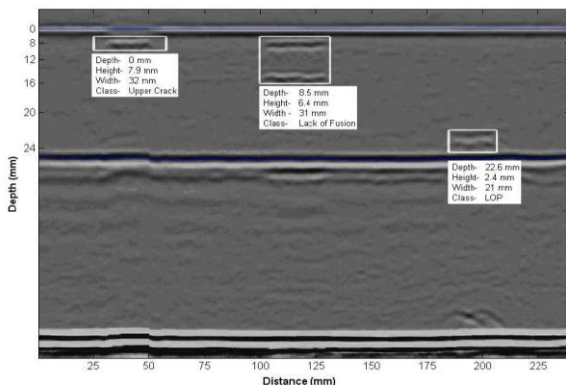 0
8
12
16
20
24
Depth (mm)
Depth- 0 mm
Height- 7.9 mm
Width- 32 mm
Class- Upper Crack
Depth- 8.5 mm
Height- 6.4 mm
Width - 31 mm
Class- Lack of Fusion
Depth- 22.6 mm
Height- 2.4 mm
Width- 21 mm
Class- LOP
25 50 75 100 125 150 175 200 225
Distance (mm)